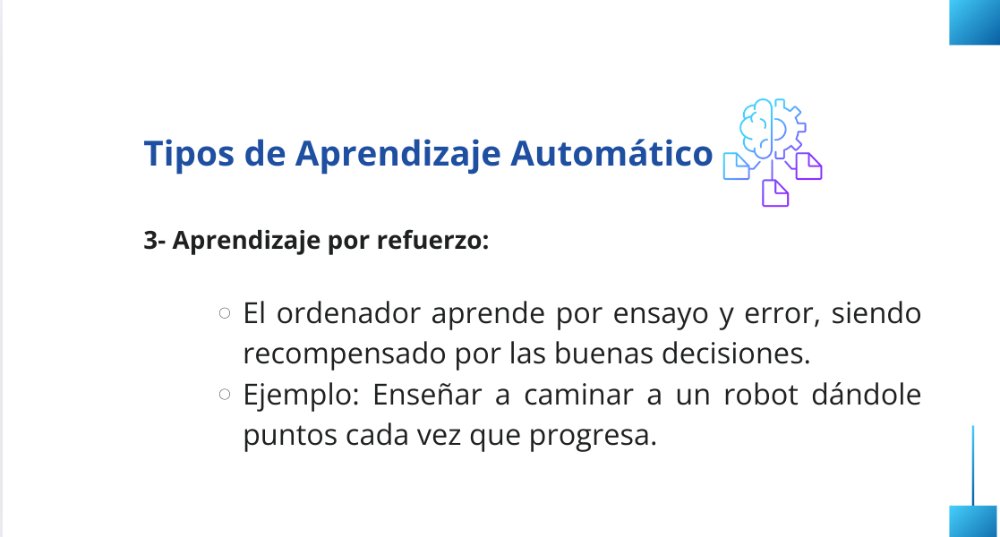 Tipos de Aprendizaje Automático
3- Aprendizaje por refuerzo:
○ El ordenador aprende por ensayo y error, siendo
recompensado por las buenas decisiones.
○ Ejemplo: Enseñar a caminar a un robot dándole
puntos cada vez que progresa.